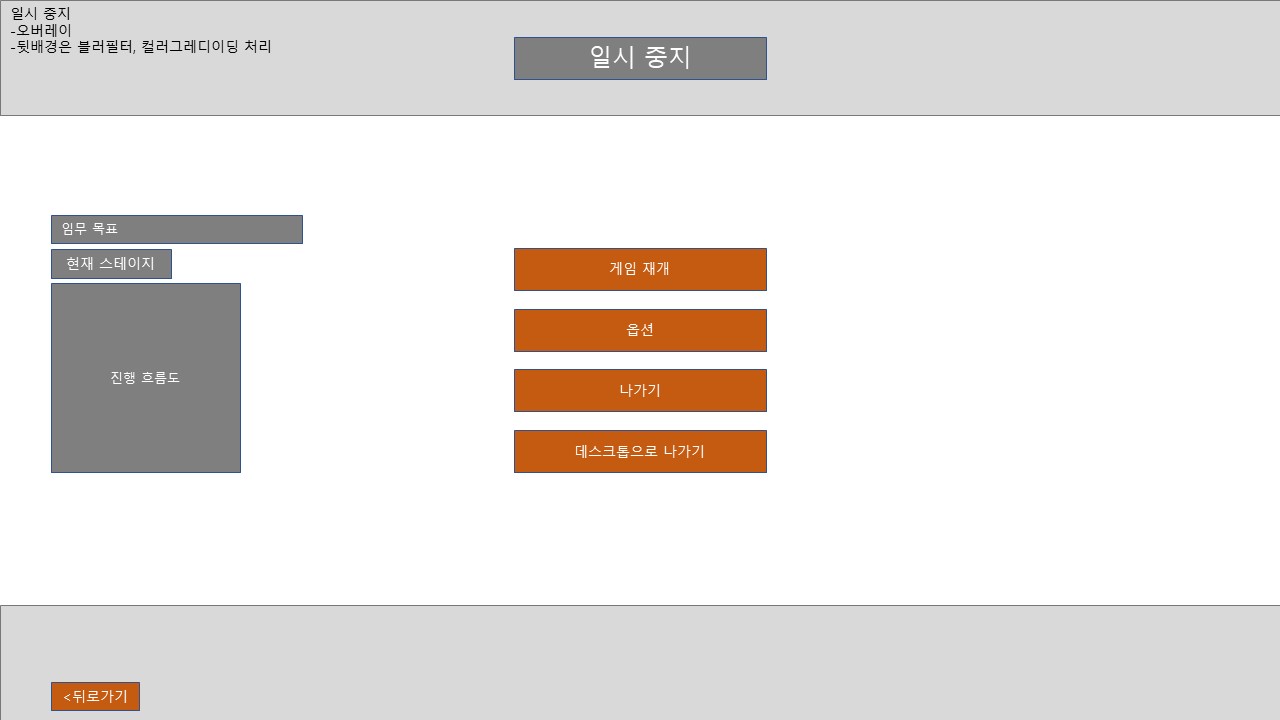 일시 중지
-오버레이
-뒷배경은 블러필터, 컬러그레디이딩 처리
일시 중지
임무 목표
현재 스테이지
진행 흐름도
게임 재개
옵션
나가기
데스크톱으로 나가기
<뒤로가기